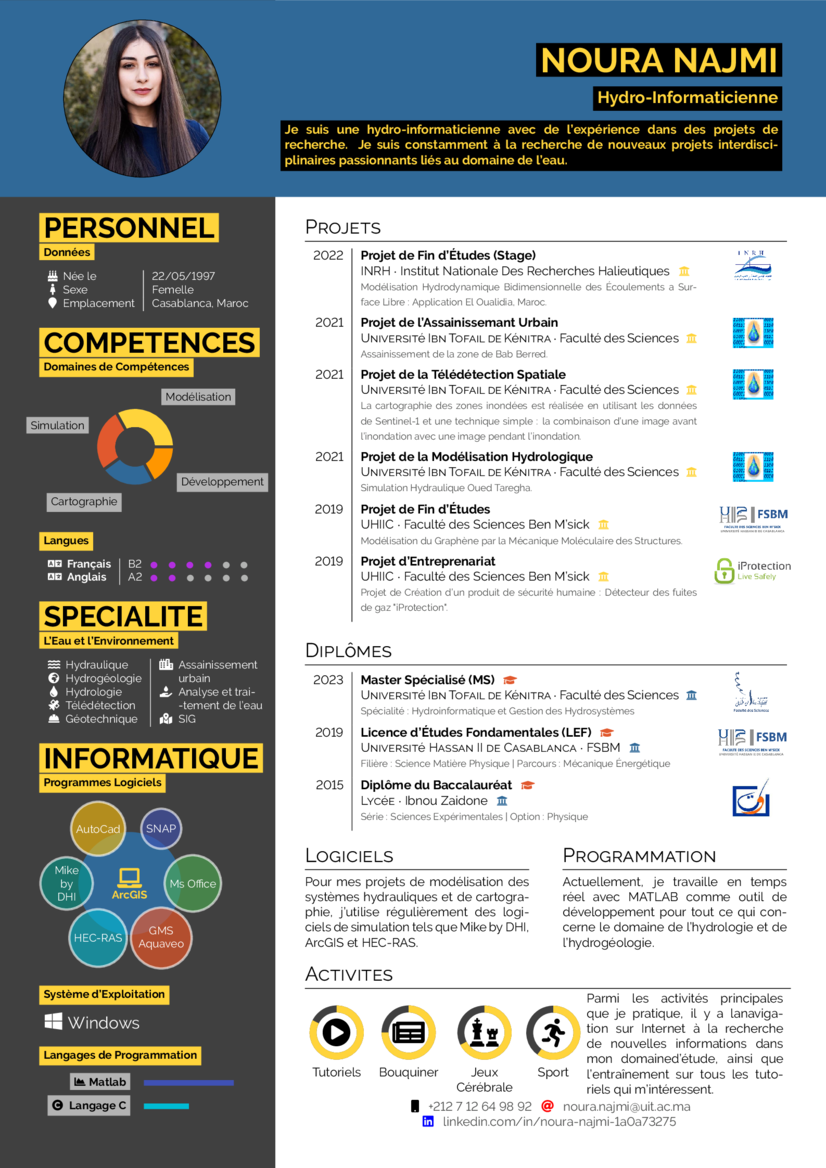 NOURA NAJMI
Hydro-Informaticienne
Je suis une hydro-informaticienne avec de l'expérience dans des projets de
recherche. Je suis constamment à la recherche de nouveaux projets interdisci-
plinaires passionnants liés au domaine de l'eau.
PERSONNEL
Données
Née le 22/05/1997
Sexe Femelle
Emplacement Casablanca, Maroc
COMPETENCES
Domaines de Compétences
Modélisation
Simulation
Développement
Cartographie
Langues
Français B2
Anglais A2
SPECIALITE
L'Eau et l'Environnement
Hydraulique
Hydrogéologie
Hydrologie
Télédétection
Géotechnique
Assainissement
urbain
Analyse et trai-
-tement de l'eau
SIG
INFORMATIQUE
Programmes Logiciels
AutoCad
SNAP
Mike
by
DHI
ArcGIS
Ms Office
HEC-RAS
GMS
Aquaveo
Système d'Exploitation
Windows
Langages de Programmation
Matlab
Langage C
PROJETS
2022 Projet de Fin d'Études (Stage)
INRH · Institut Nationale Des Recherches Halieutiques
Modélisation Hydrodynamique Bidimensionnelle des Écoulements a Sur-
face Libre : Application El Oualidia, Maroc.
INRH
2021 Projet de l'Assainissemant Urbain
UNIVERSITÉ IBN TOFAIL DE KÉNITRA · Faculté des Sciences
Assainissement de la zone de Bab Berred.
2021 Projet de la Télédétection Spatiale
UNIVERSITÉ IBN TOFAIL DE KÉNITRA · Faculté des Sciences
La cartographie des zones inondées est réalisée en utilisant les données
de Sentinel-1 et une technique simple : la combinaison d'une image avant
l'inondation avec une image pendant l'inondation.
2021 Projet de la Modélisation Hydrologique
UNIVERSITÉ IBN TOFAIL DE KÉNITRA · Faculté des Sciences
Simulation Hydraulique Oued Taregha.
2019 Projet de Fin d'Études
UHIIC · Faculté des Sciences Ben M'sick
Modélisation du Graphène par la Mécanique Moléculaire des Structures.
FSBM
2019 Projet d'Entreprenariat
UHIIC · Faculté des Sciences Ben M'sick
Projet de Création d'un produit de sécurité humaine : Détecteur des fuites
de gaz "iProtection".
iProtection
Live Safely
DIPLÔMES
2023 Master Spécialisé (MS)
UNIVERSITÉ IBN TOFAIL DE KÉNITRA · Faculté des Sciences
Spécialité : Hydroinformatique et Gestion des Hydrosystèmes
2019 Licence d'Études Fondamentales (LEF)
UNIVERSITÉ HASSAN II DE CASABLANCA · FSBM
Filière : Science Matière Physique | Parcours : Mécanique Énergétique
FSBM
2015 Diplôme du Baccalauréat
LYCÉE · Ibnou Zaidone
Série : Sciences Expérimentales | Option : Physique
LOGICIELS
Pour mes projets de modélisation des
systèmes hydrauliques et de cartogra-
phie, j'utilise régulièrement des logi-
ciels de simulation tels que Mike by DHI,
ArcGIS et HEC-RAS.
PROGRAMMATION
Actuellement, je travaille en temps
réel avec MATLAB comme outil de
développement pour tout ce qui con-
cerne le domaine de l'hydrologie et de
l'hydrogéologie.
ACTIVITES
Tutoriels
Bouquiner
Jeux
Cérébrale
Sport
Parmi les activités principales
que je pratique, il y a lanaviga-
tion sur Internet à la recherche
de nouvelles informations dans
mon domained'étude, ainsi que
l'entraînement sur tous les tuto-
riels qui m'intéressent.
+212 7 12 64 98 92 noura.najmi@uit.ac.ma
linkedin.com/in/noura-najmi-1a0a73275